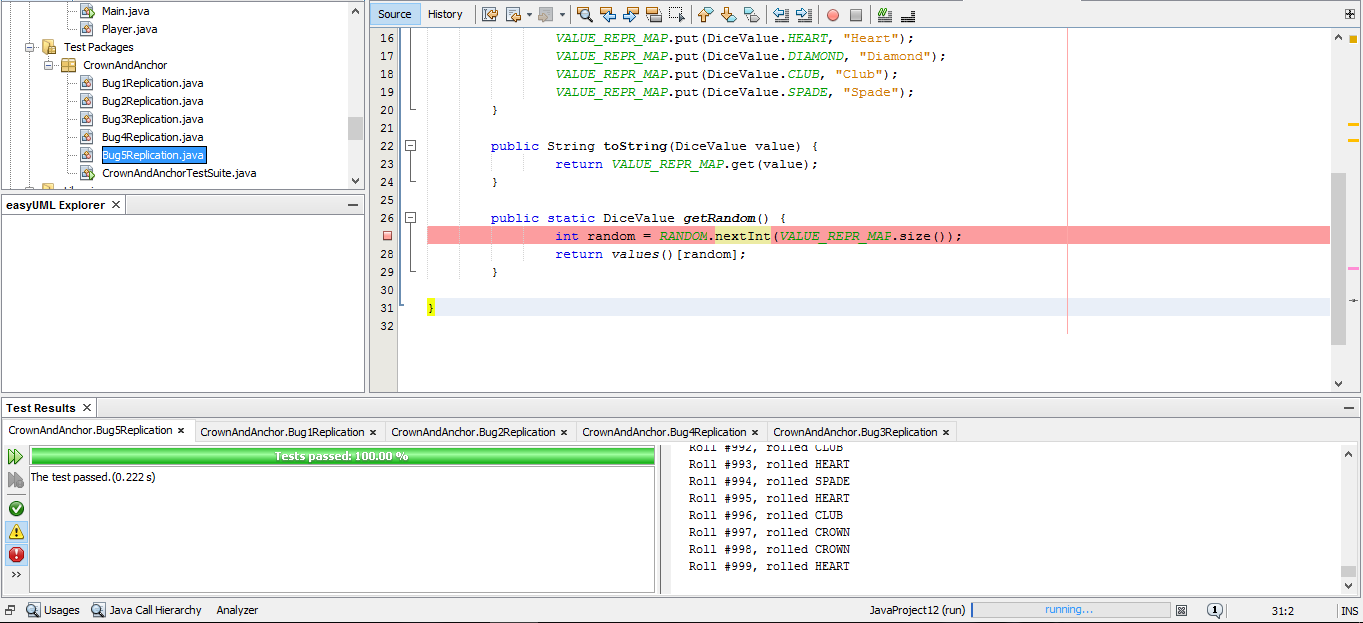 Main.java
Player.java
Test Packages
CrownAndAnchor
Bug1Replication.java
Bug2Replication.java
Bug3Replication.java
Bug4Replication.java
Bug5Replication.java
CrownAndAnchorTestSuite.java
easyUML Explorer
Source History
16 VALUE_REPR_MAP.put(DiceValue.HEART, "Heart");
17 VALUE_REPR_MAP.put(DiceValue.DIAMOND, "Diamond");
18 VALUE_REPR_MAP.put(DiceValue.CLUB, "Club");
19 VALUE_REPR_MAP.put(DiceValue.SPADE, "Spade");
20 }
21
22 public String toString(DiceValue value) {
23 return VALUE_REPR_MAP.get(value);
24 }
25
26 public static DiceValue getRandom() {
int random = RANDOM.nextInt(VALUE_REPR_MAP.size());
28 return values()[random];
29 }
30
31 }
32
Test Results
CrownAndAnchor.Bug5Replication CrownAndAnchor.Bug1Replication CrownAndAnchor.Bug2Replication CrownAndAnchor.Bug4Replication CrownAndAnchor.Bug3Replication
Tests passed: 100.00 %
The test passed.(0.222 s)
Roll #992, rolled CLUB
Roll #993, rolled HEART
Roll #994, rolled SPADE
Roll #995, rolled HEART
Roll #996, rolled CLUB
Roll #997, rolled CROWN
Roll #998, rolled CROWN
Roll #999, rolled HEART
Usages Java Call Hierarchy Analyzer JavaProject12 (run) running... 1 31:2 INS